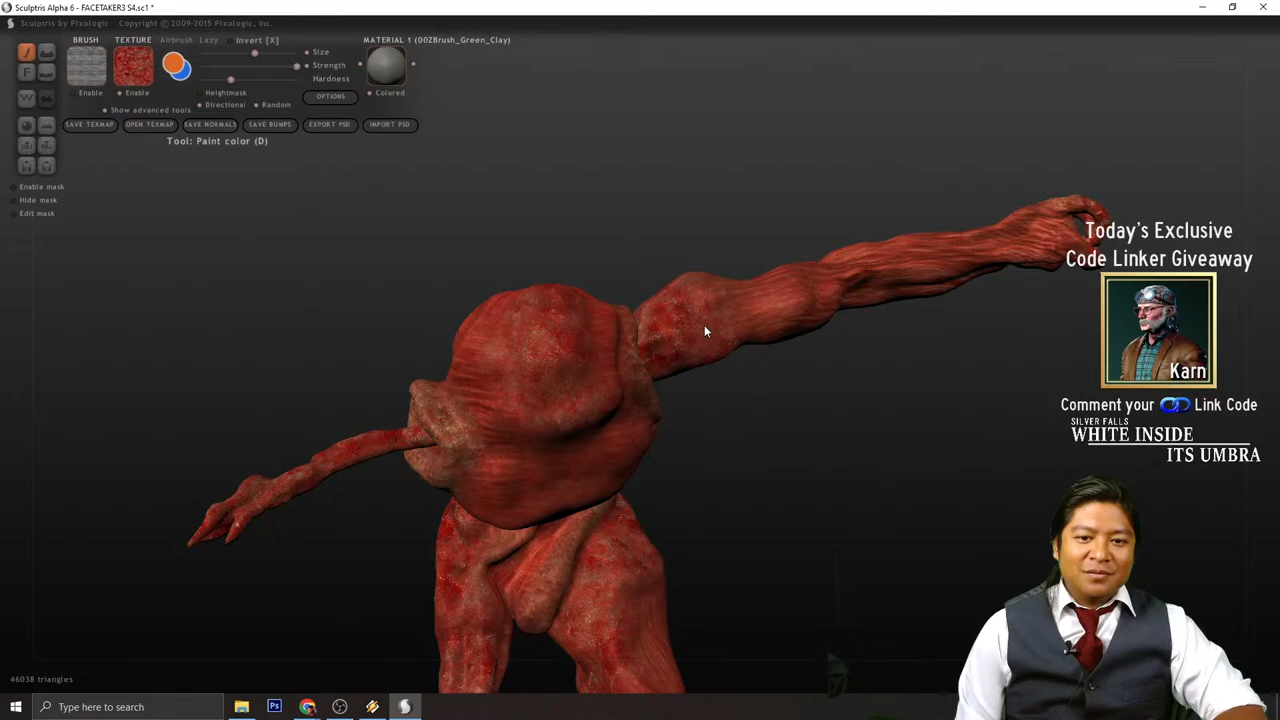 Sculptris Alpha 6 - FACETAKER3 S4.sc1 *
Sculptris by Pixologic Copyright © 2009-2015 Pixologic, Inc.
BRUSH TEXTURE Airbrush Lazy Invert [X] MATERIAL 1 (00ZBrush_Green_Clay)
Size
Strength
Hardness
Enable Enable Heightmask Colored
OPTIONS
Directional Random
Show advanced tools
SAVE TEXMAP OPEN TEXMAP SAVE NORMALS SAVE BUMPS EXPORT PSD IMPORT PSD
Tool: Paint color (D)
Enable mask
Hide mask
Edit mask
Today's Exclusive
Code Linker Giveaway
Karn
Comment your Link Code
SILVER FALLS
WHITE INSIDE
ITS UMBRA
46038 triangles
Type here to search